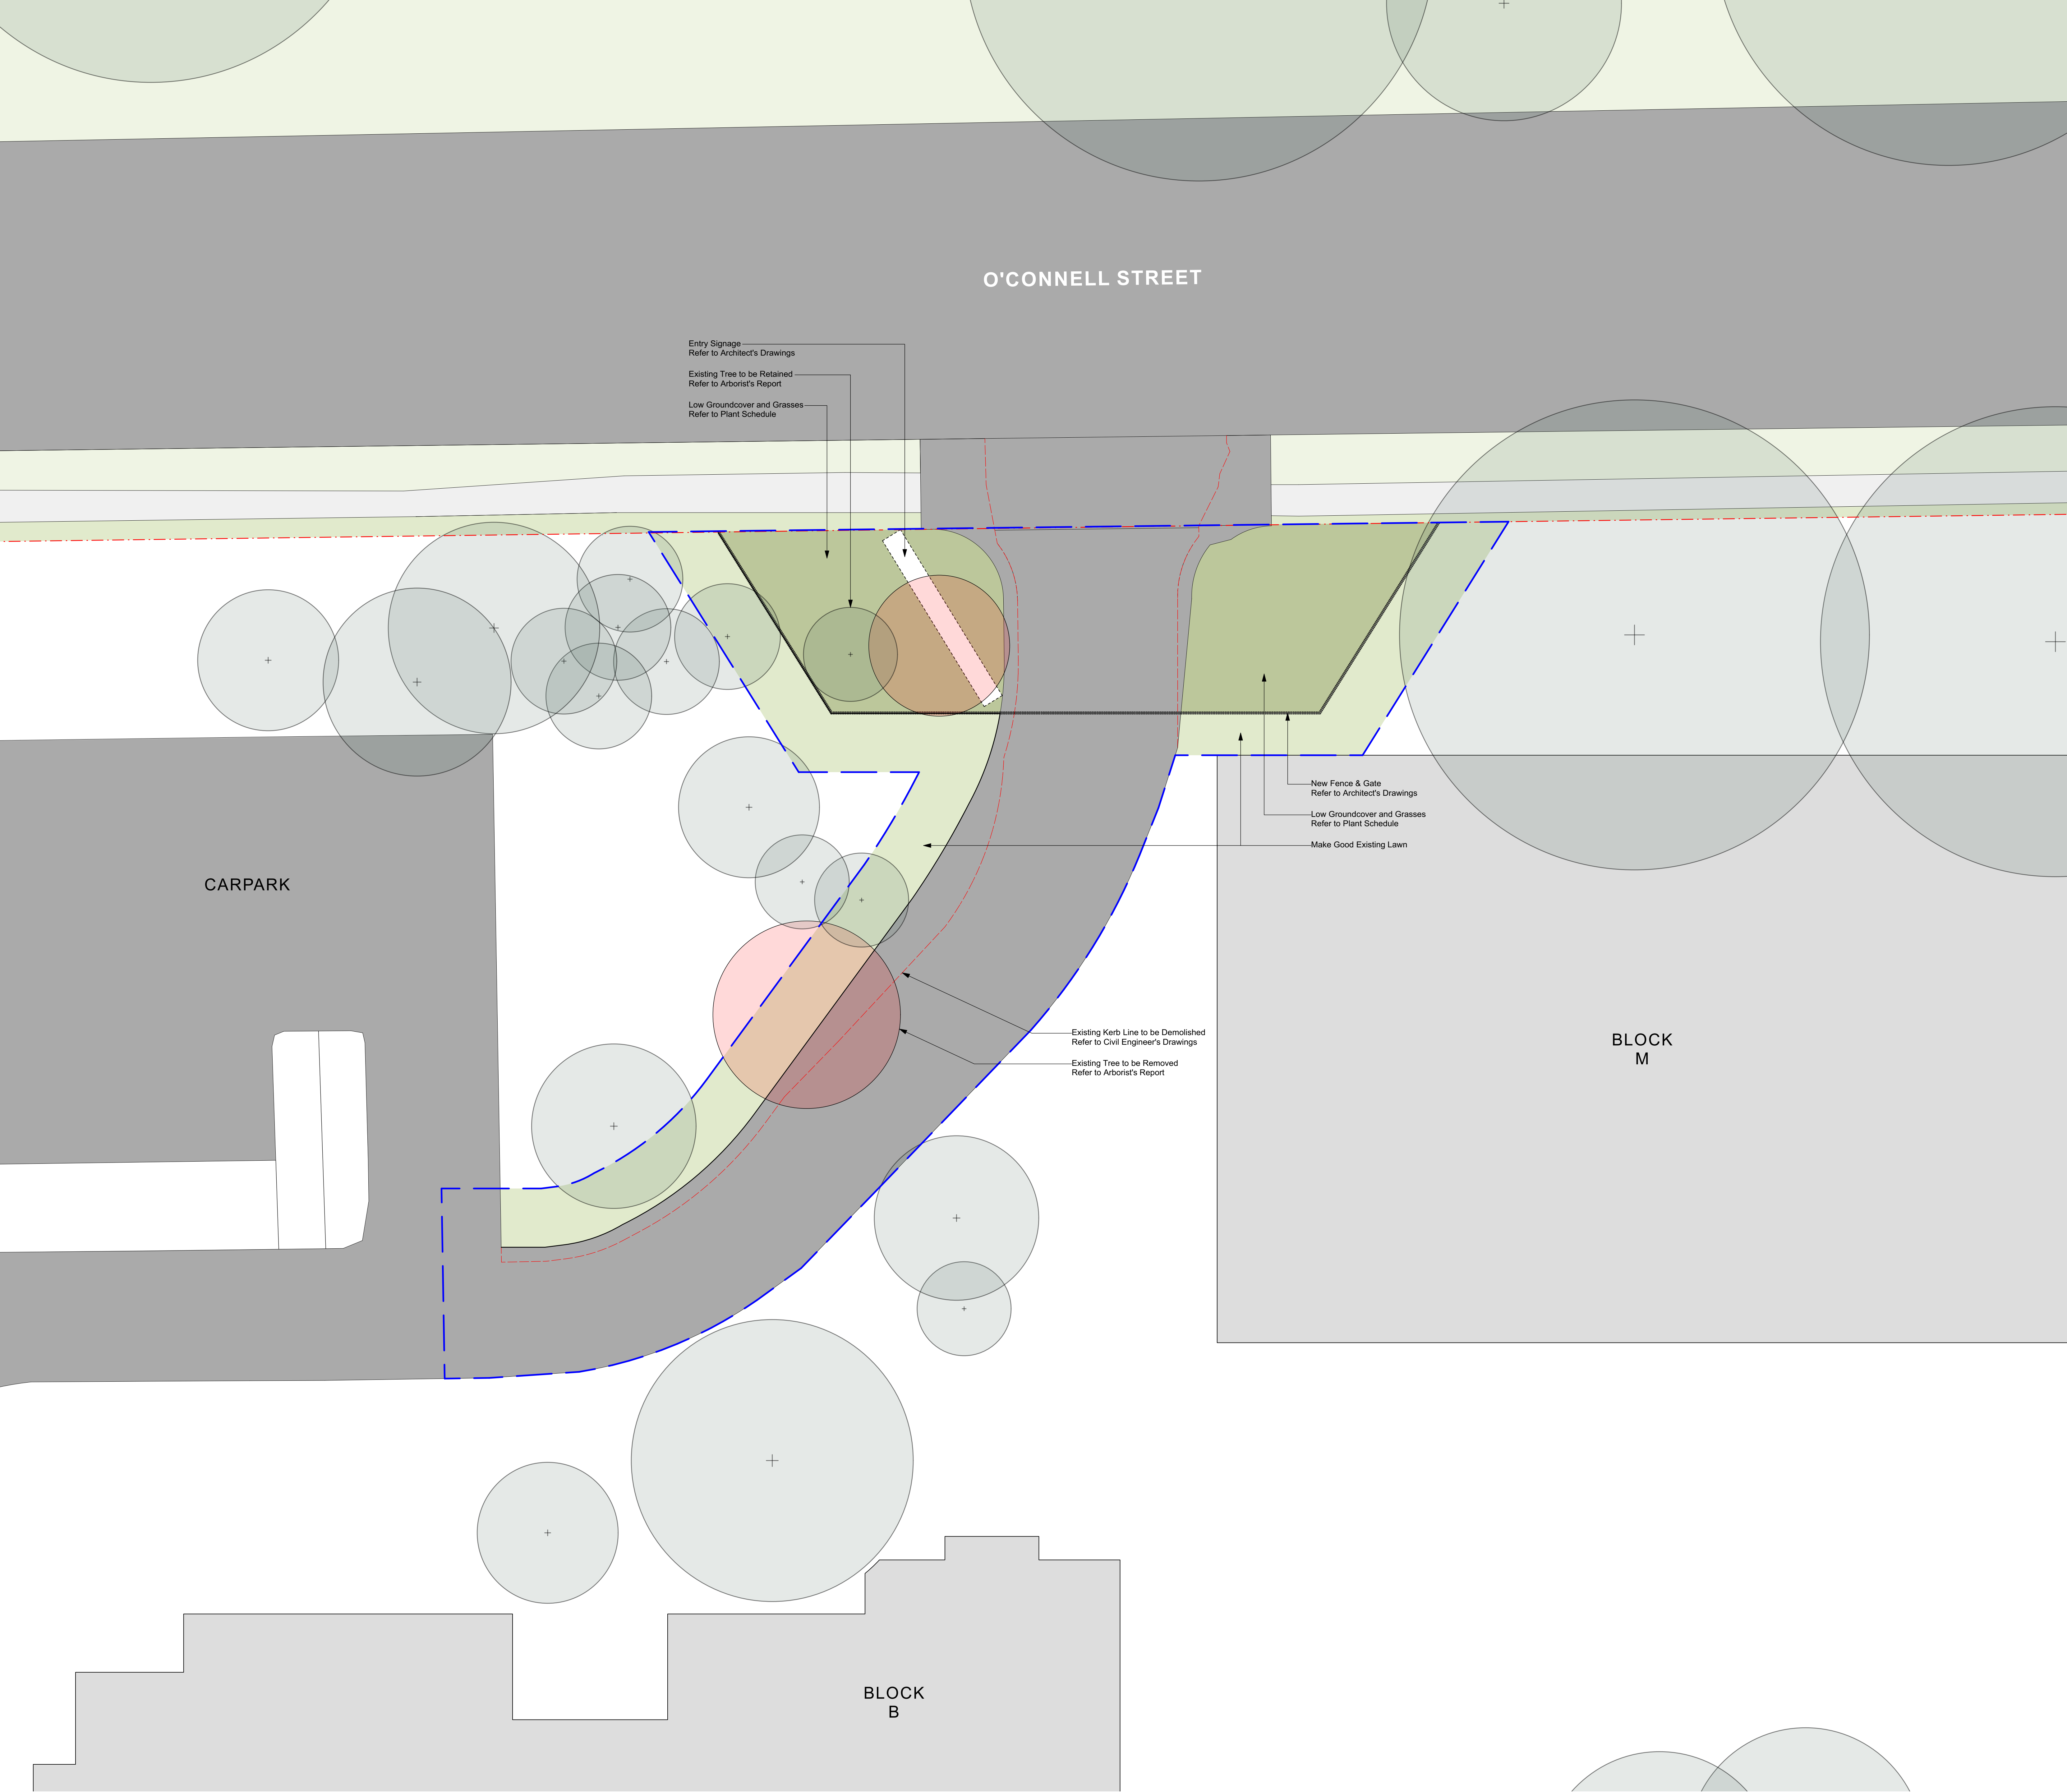 O'CONNELL STREET
Entry Signage
Refer to Architect's Drawings
Existing Tree to be Retained
Refer to Arborist's Report
Low Groundcover and Grasses
Refer to Plant Schedule
New Fence & Gate
Refer to Architect's Drawings
Low Groundcover and Grasses
Refer to Plant Schedule
Make Good Existing Lawn
CARPARK
Existing Kerb Line to be Demolished
Refer to Civil Engineer's Drawings
Existing Tree to be Removed
Refer to Arborist's Report
BLOCK
M
BLOCK
B